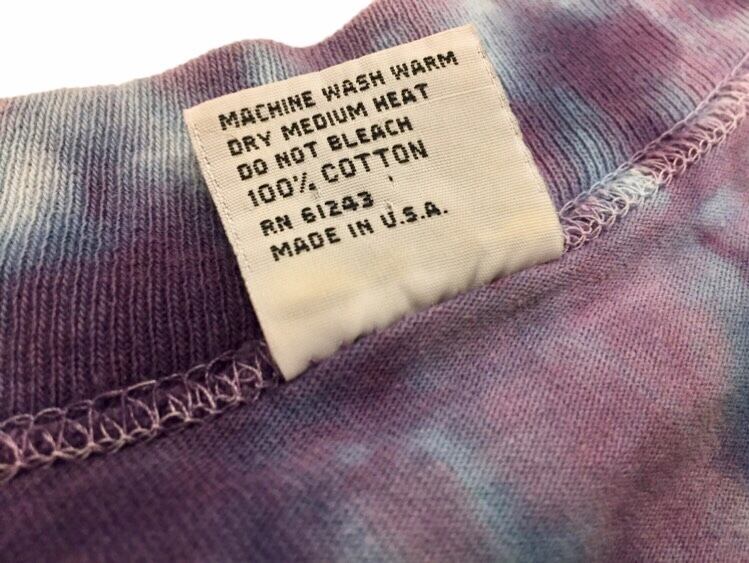 MACHINE WASH WARM
DRY MEDIUM HEAT
DO NOT BLEACH
100% COTTON
RN 61243
MADE IN U.S.A.